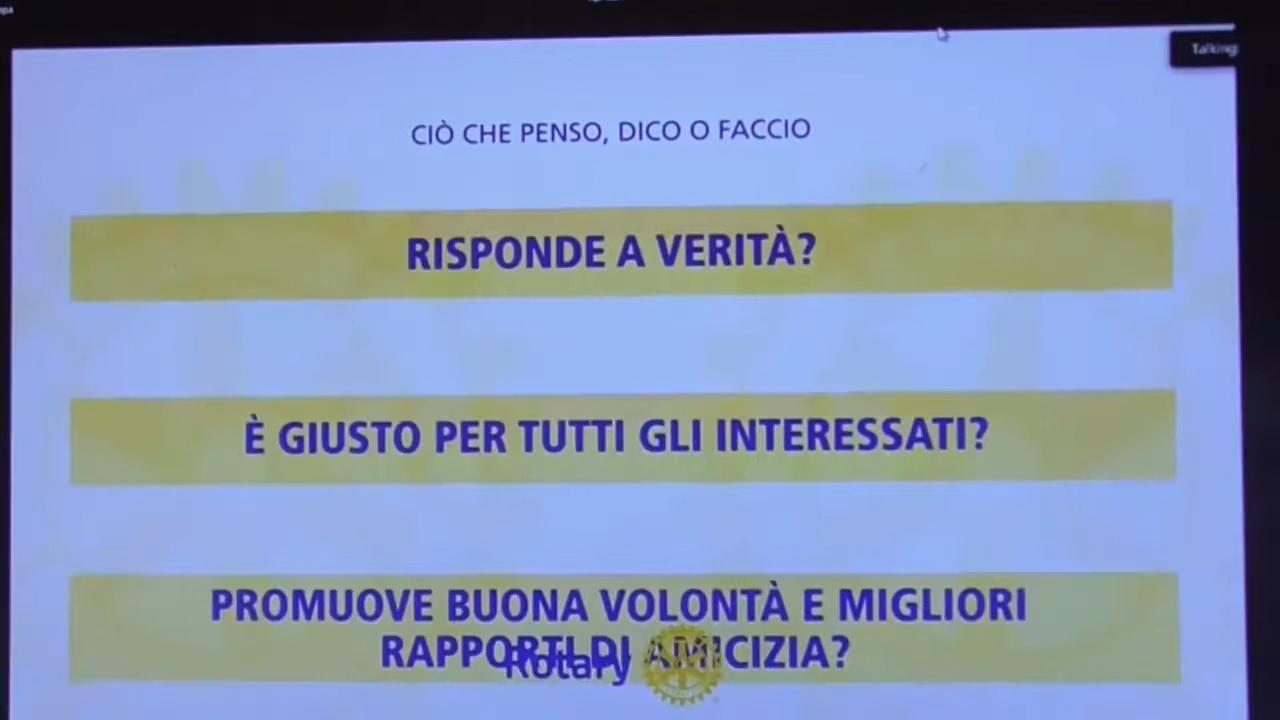 Talking:
CIÒ CHE PENSO, DICO O FACCIO
RISPONDE A VERITÀ?
È GIUSTO PER TUTTI GLI INTERESSATI?
PROMUOVE BUONA VOLONTÀ E MIGLIORI
RAPPORTI DI AMICIZIA?
Rotary